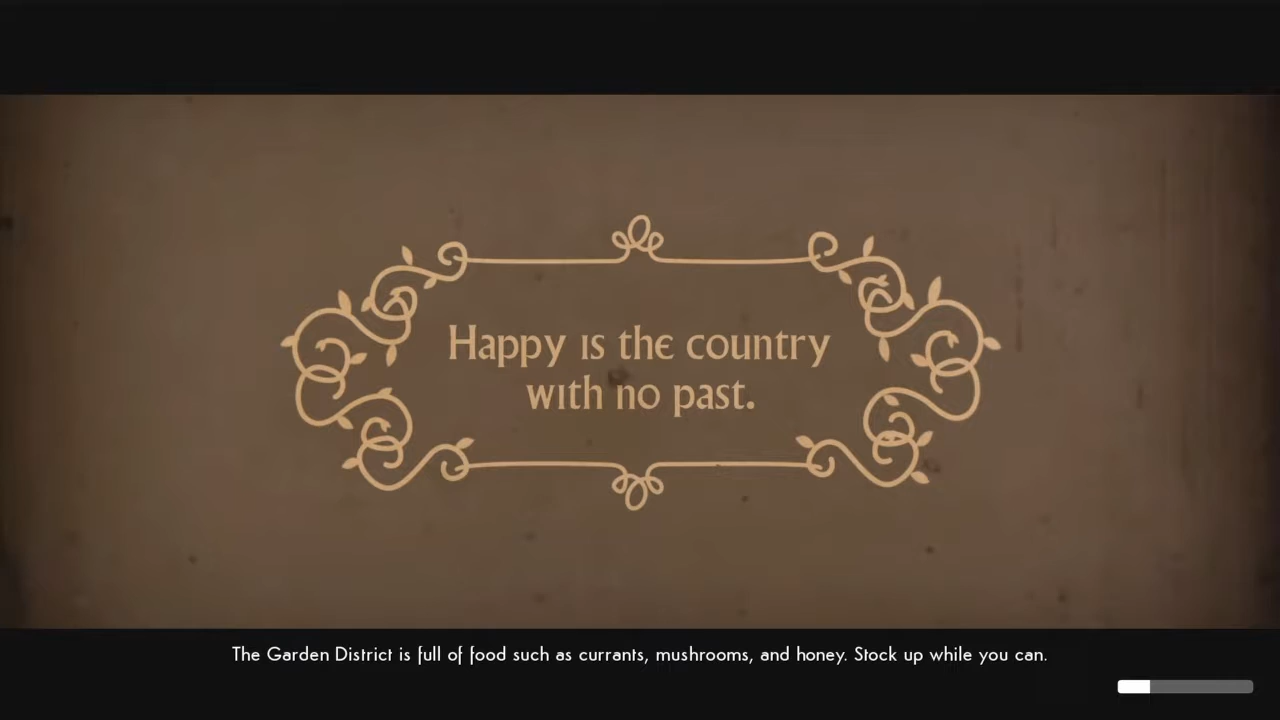 Happy is the country
with no past.
The Garden District is full of food such as currants, mushrooms, and honey. Stock up while you can.